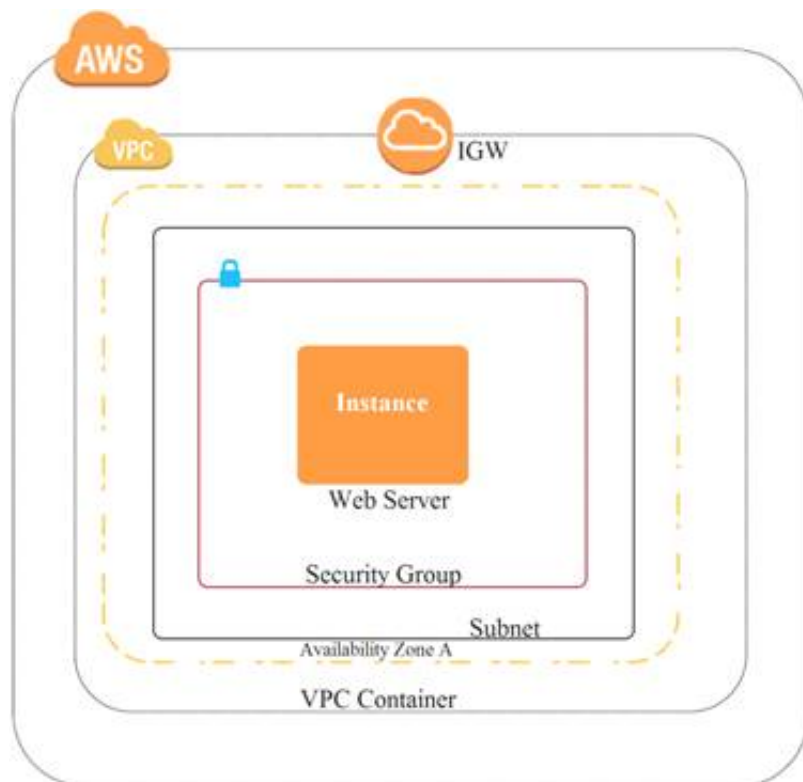 AWS
VPC
IGW
Instance
Web Server
Security Group
Subnet
Availability Zone A
VPC Container